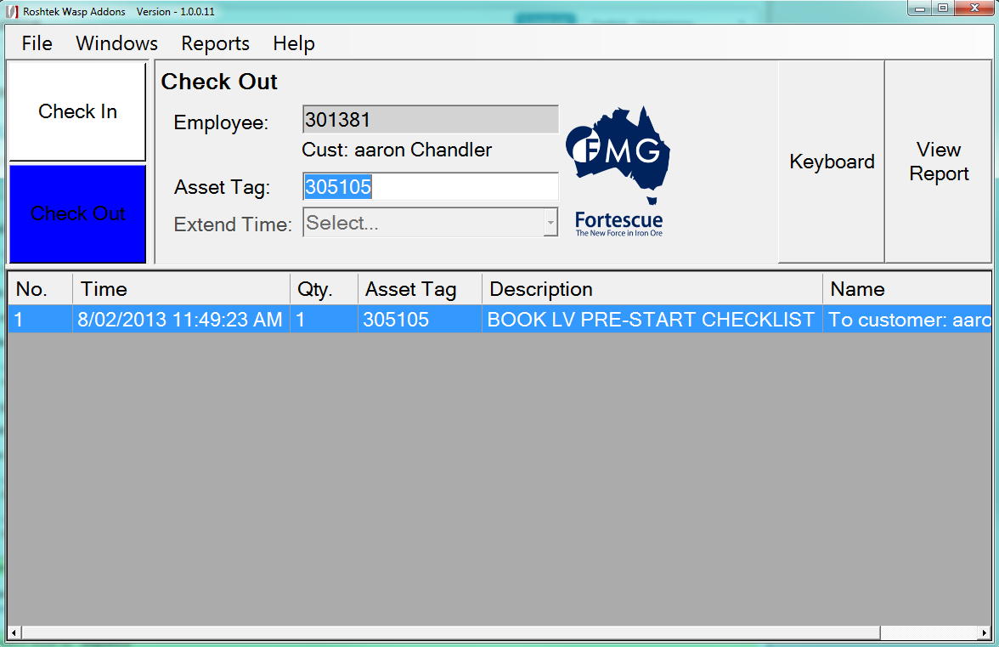 Roshtek Wasp Addons Version - 1.0.0.11
File Windows Reports Help
Check In
Check Out
Check Out
Employee: 301381
Cust: aaron Chandler
Asset Tag: 305105
Extend Time: Select...
FMG
Fortescue
The New Force in Iron Ore
Keyboard
View
Report
No. Time Qty. Asset Tag Description Name
1 8/02/2013 11:49:23 AM 1 305105 BOOK LV PRE-START CHECKLIST To customer: aaro